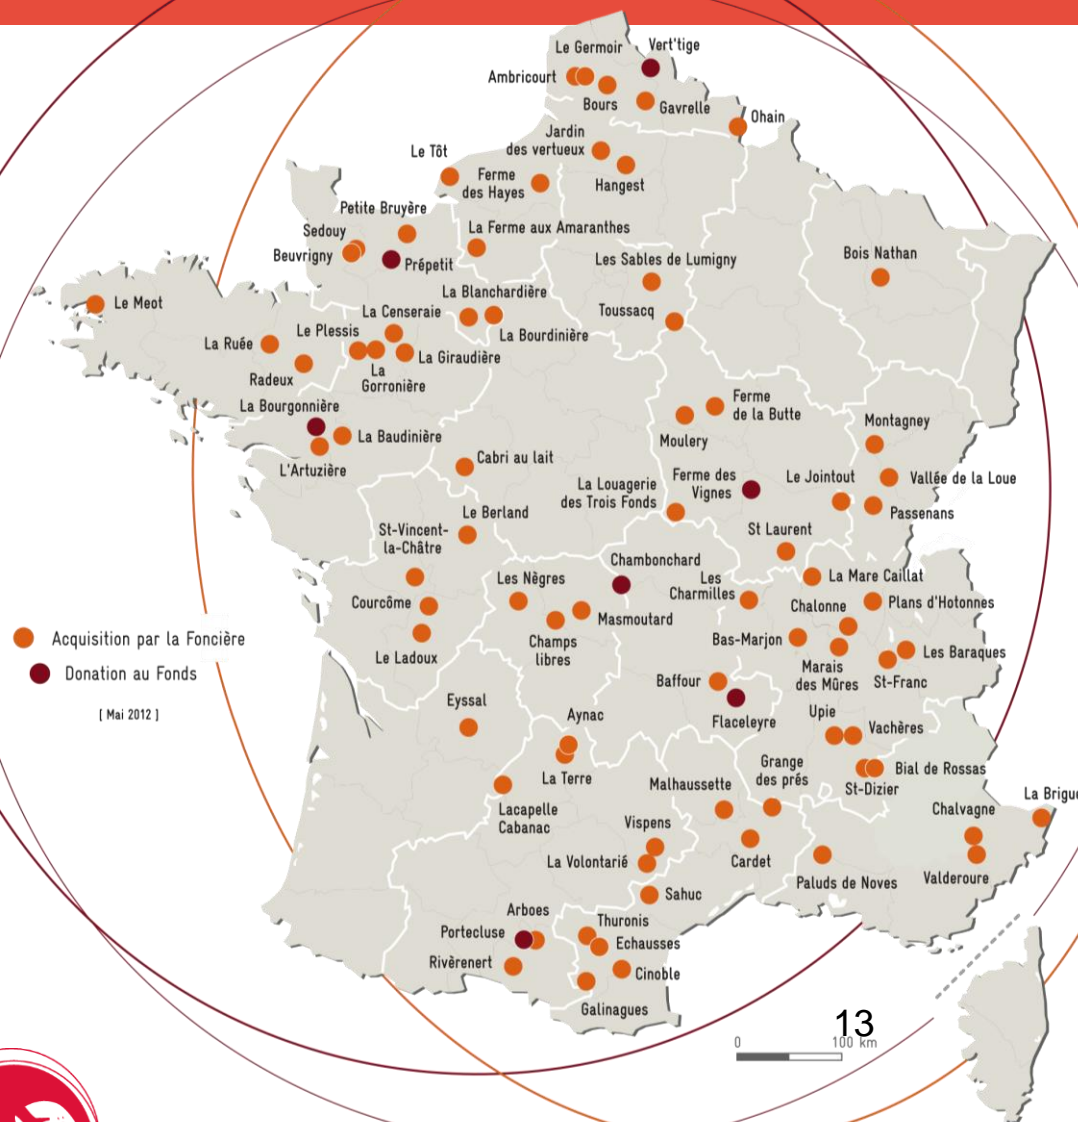 Le Germoir
Vert'tige
Ambricourt
Bours
Gavrelle
Ohain
Jardin
des vertueux
Le Tôt
Ferme
des Hayes
Hangest
Petite Bruyère
Sedouy
Beuvrigny
Prépetit
La Ferme aux Amaranthes
Les Sables de Lumigny
Bois Nathan
Le Meot
La Blanchardière
La Censeraie
Toussacq
La Bourdinière
La Ruée
Le Plessis
La Giraudière
Radeux
La
Gorronière
La Bourgonnière
La Baudinière
L'Artuzière
Ferme
de la Butte
Moulery
Montagney
Cabri au lait
La Louagerie
des Trois Fonds
Ferme des
Vignes
Le Jointout
Vallée de la Loue
Passenans
Le Berland
St-Vincent-
la-Châtre
St Laurent
Chambonchard
Les Nègres
Les
Charmilles
La Mare Caillat
Courcôme
Masmoutard
Chalonne
Plans d'Hotonnes
Champs
libres
Bas-Marjon
Le Ladoux
Marais
des Mûres
Les Baraques
St-Franc
Acquisition par la Foncière
Donation au Fonds
[ Mai 2012 ]
Baffour
Flaceleyre
Eyssal
Aynac
Upie
Vachères
La Terre
Grange
des prés
Bial de Rossas
St-Dizier
Malhaussette
Lacapelle
Cabanac
La Brigue
Chalvagne
Vispens
La Volontarié
Cardet
Paluds de Noves
Valderoure
Sahuc
Arboes
Portecluse
Thuronis
Echausses
Rivèrenert
Cinoble
Galinagues
13
0
100 km